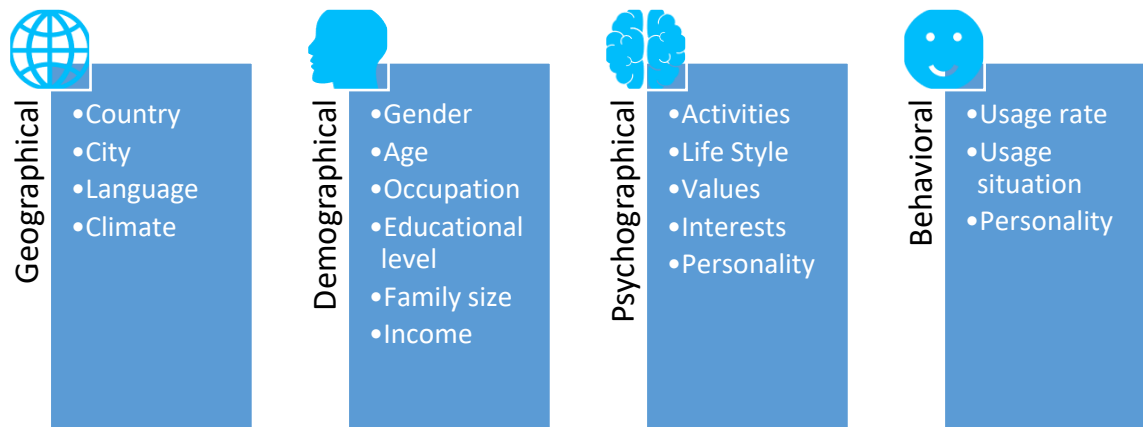 Geographical
•Country
•City
•Language
•Climate
Demographical
•Gender
•Age
•Occupation
•Educational
level
•Family size
•Income
Psychographical
•Activities
•Life Style
•Values
•Interests
•Personality
Behavioral
•Usage rate
•Usage
situation
•Personality